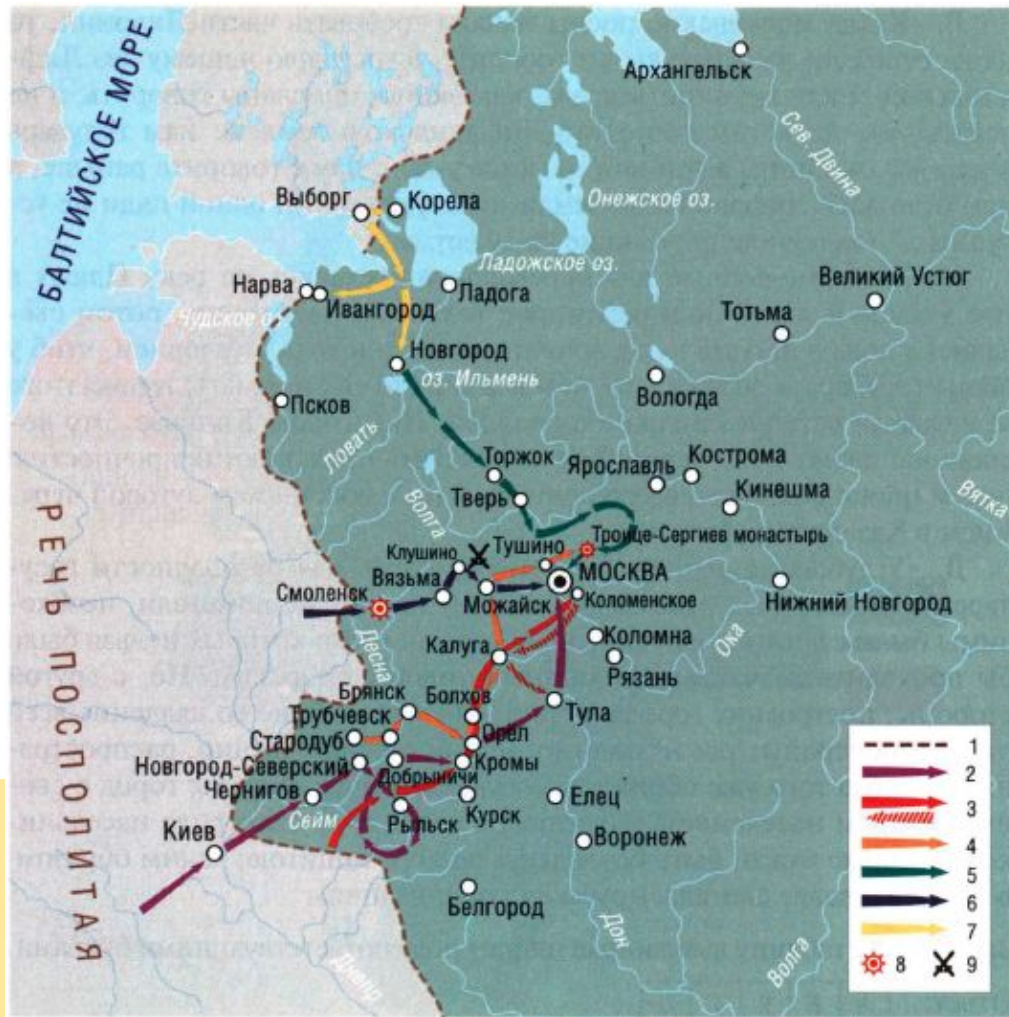 Архангельск
Сев. Двина
БАЛТИЙСКОЕ МОРЕ
Выборг
Корела
Онежское оз.
Ладожское оз.
Великий Устюг
Нарва
Ивангород
Ладога
Тотьма
Чудское оз.
Новгород
оз. Ильмень
Вологда
Псков
Ловать
Торжок
Ярославль
Кострома
Кинешма
Вятка
Тверь
Волга
Клушино
Тушино
Троице-Сергиев монастырь
РЕЧЬ ПОСПОЛИТАЯ
Вязьма
МОСКВА
Смоленск
Можайск
Коломенское
Нижний Новгород
Десна
Калуга
Коломна
Ока
Рязань
Брянск
Болхов
Трубчевск
Тула
Стародуб
Орёл
Новгород-Северский
Добрыничи
Кромы
Чернигов
Сейм
Рыльск
Курск
Елец
Киев
Воронеж
Белгород
Дон
Волга
Днепр
1
2
3
4
5
6
7
8
9